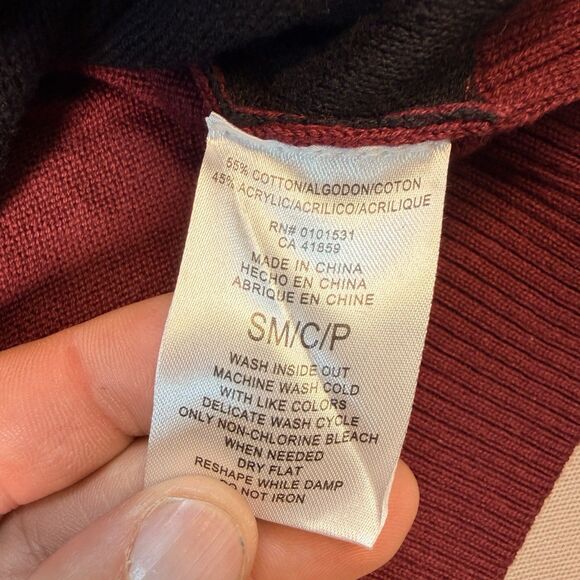 55% COTTON/ALGODON/COTON
45% ACRYLIC/ACRILICO/ACRILIQUE
RN# 0101531
CA 41859
MADE IN CHINA
HECHO EN CHINA
ABRIQUE EN CHINE
SM/C/P
WASH INSIDE OUT
MACHINE WASH COLD
WITH LIKE COLORS
DELICATE WASH CYCLE
ONLY NON-CHLORINE BLEACH
WHEN NEEDED
DRY FLAT
RESHAPE WHILE DAMP
DO NOT IRON